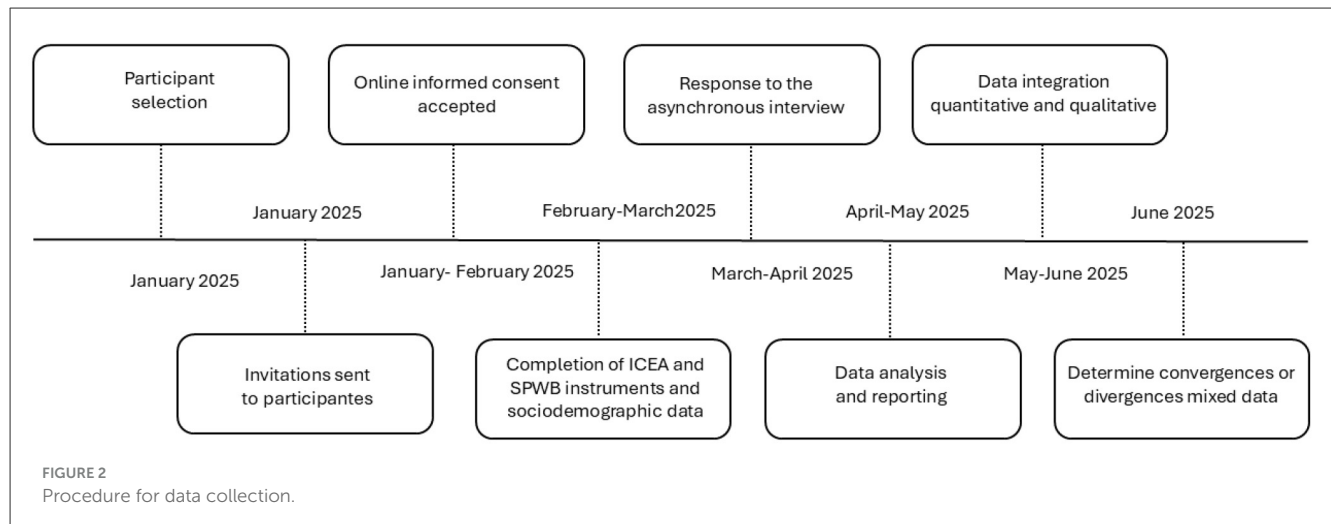 Participant
selection
Online informed consent
accepted
Response to the
asynchronous interview
Data integration
quantitative and qualitative
January 2025
February-March2025
April-May 2025
June 2025
January 2025
January- February 2025
March-April 2025
May-June 2025
Invitations sent
to participantes
Completion of ICEA and
SPWB instruments and
sociodemographic data
Data analysis
and reporting
Determine convergences or
divergences mixed data
FIGURE 2
Procedure for data collection.